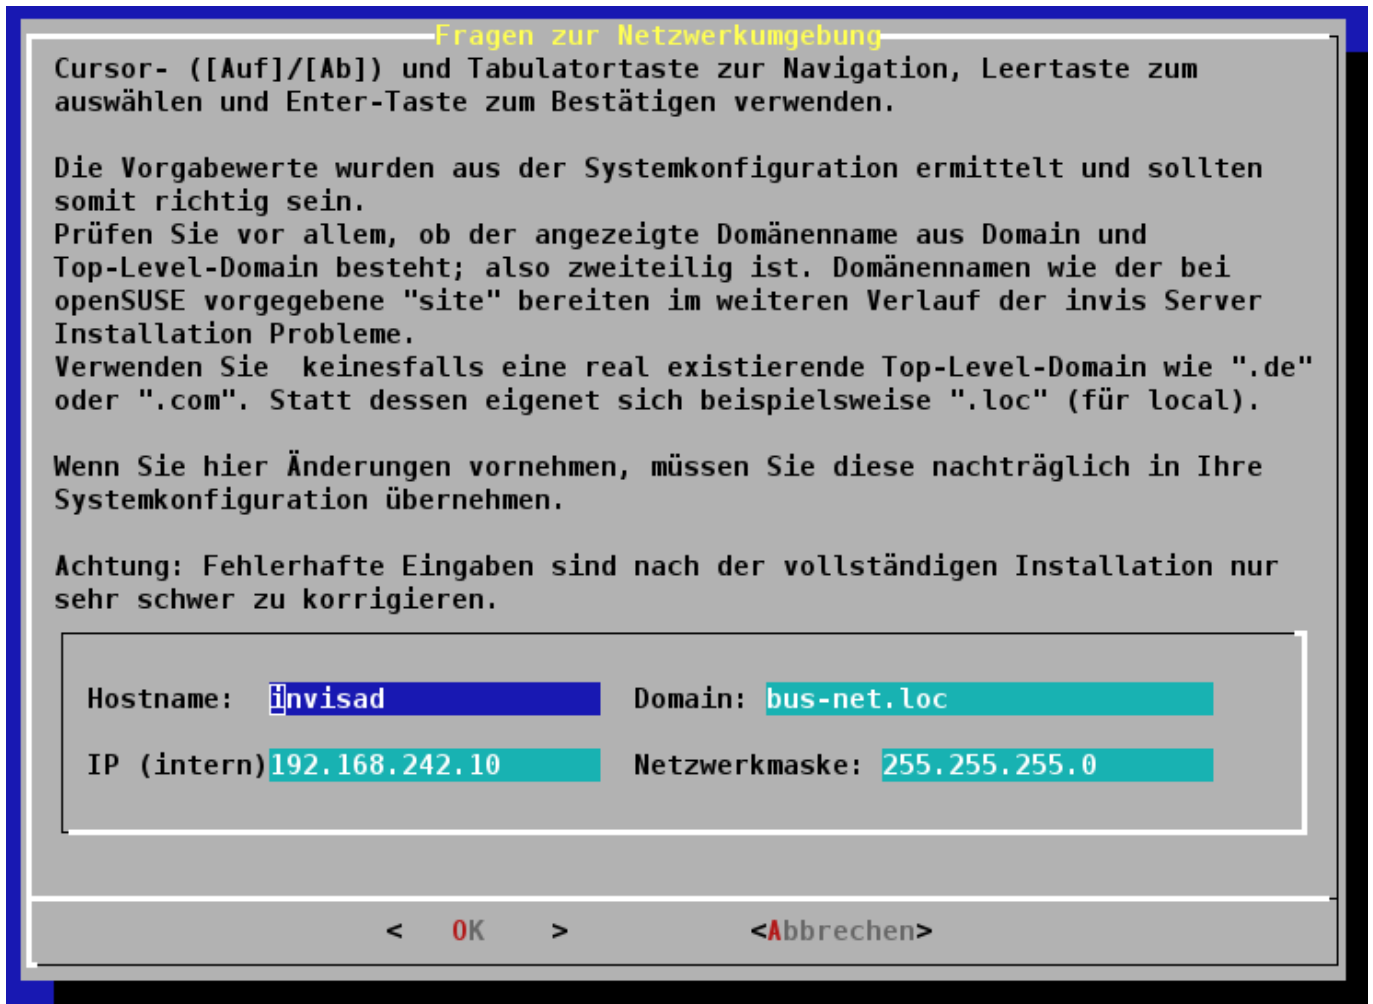 Fragen zur Netzwerkumgebung
Cursor- ([Auf]/[Ab]) und Tabulatortaste zur Navigation, Leertaste zum
auswählen und Enter-Taste zum Bestätigen verwenden.
Die Vorgabewerte wurden aus der Systemkonfiguration ermittelt und sollten
somit richtig sein.
Prüfen Sie vor allem, ob der angezeigte Domänenname aus Domain und
Top-Level-Domain besteht; also zweiteilig ist. Domänennamen wie der bei
openSUSE vorgegebene "site" bereiten im weiteren Verlauf der invis Server
Installation Probleme.
Verwenden Sie  keinesfalls eine real existierende Top-Level-Domain wie ".de"
oder ".com". Statt dessen eigenet sich beispielsweise ".loc" (für local).
Wenn Sie hier Änderungen vornehmen, müssen Sie diese nachträglich in Ihre
Systemkonfiguration übernehmen.
Achtung: Fehlerhafte Eingaben sind nach der vollständigen Installation nur
sehr schwer zu korrigieren.
Hostname: invisad Domain: bus-net.loc
IP (intern) 192.168.242.10 Netzwerkmaske: 255.255.255.0
< OK > <Abbrechen>